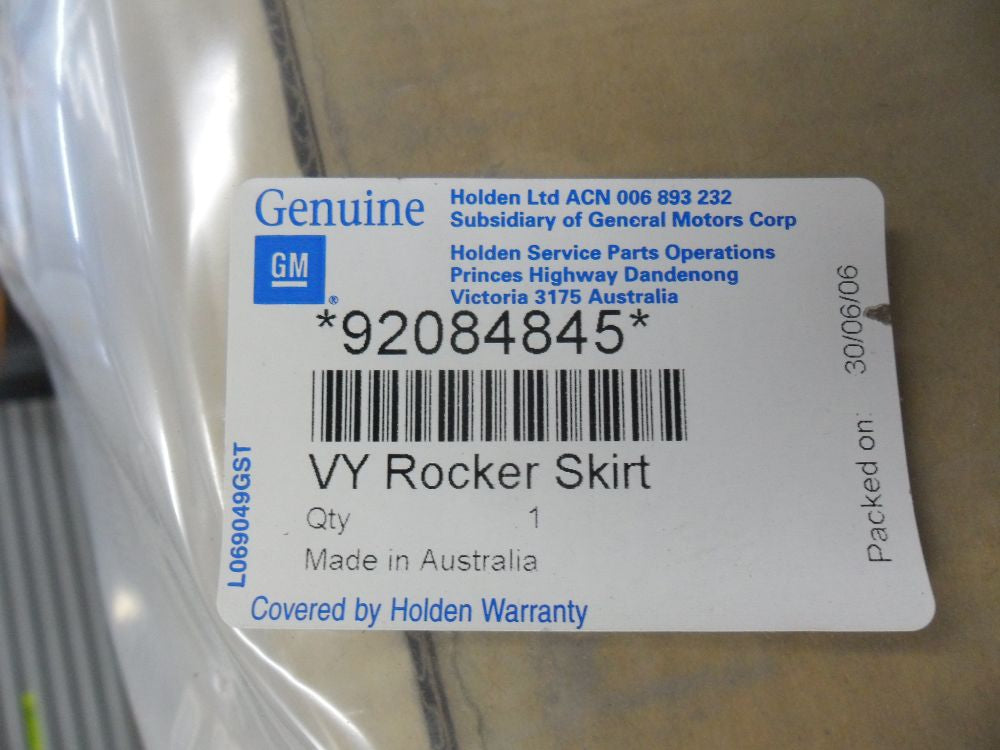 Genuine
GM
®
Holden Ltd ACN 006 893 232
Subsidiary of General Motors Corp
Holden Service Parts Operations
Princes Highway Dandenong
Victoria 3175 Australia
*92084845*
VY Rocker Skirt
Qty 1
Made in Australia
Covered by Holden Warranty
L069049GST
Packed on: 30/06/06